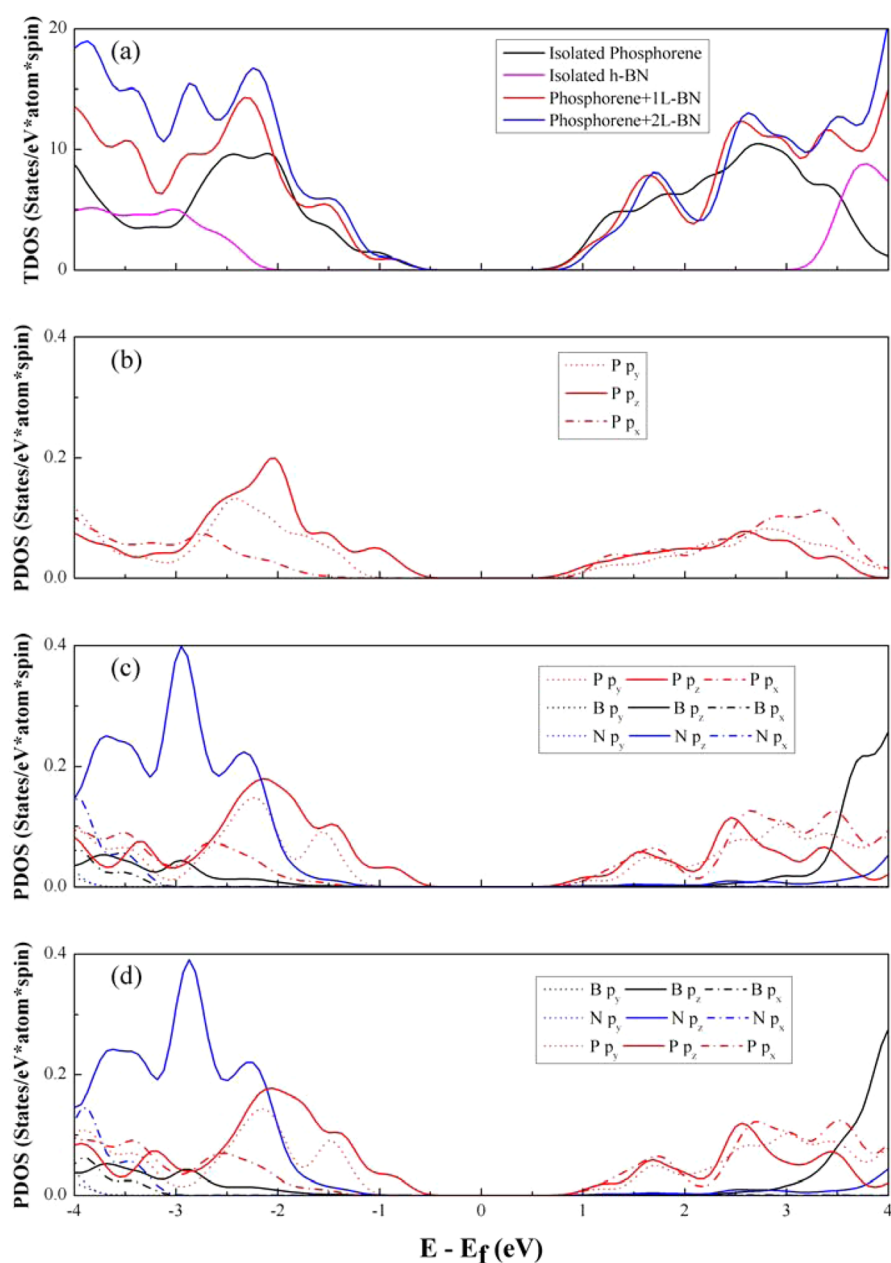 (a)
Isolated Phosphorene
Isolated h-BN
Phosphorene+1L-BN
Phosphorene+2L-BN
20
10
0
TDOS (States/eV*atom*spin)
(b)
P py
P pz
P px
0.4
0.2
0.0
PDOS (States/eV*atom*spin)
(c)
P py P pz P px
B py B pz B px
N py N pz N px
0.4
0.2
0.0
PDOS (States/eV*atom*spin)
(d)
B py B pz B px
N py N pz N px
P py P pz P px
0.4
0.2
0.0
PDOS (States/eV*atom*spin)
-4 -3 -2 -1 0 1 2 3 4
E - Ef (eV)